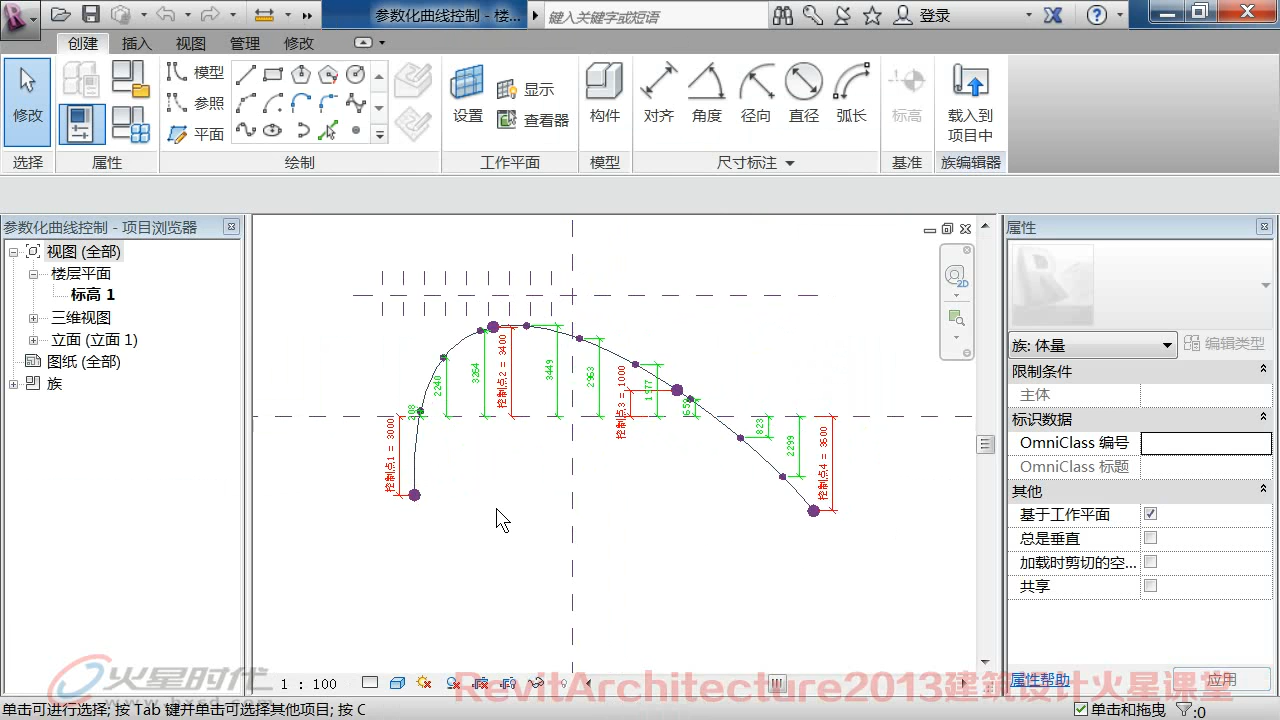 参数化曲线控制 - 楼...
键入关键字或短语
登录
创建 插入 视图 管理 修改
修改
模型
参照
平面
设置
显示
查看器
构件
对齐 角度 径向 直径 弧长
标高
载入到
项目中
选择 属性 绘制 工作平面 模型 尺寸标注 基准 族编辑器
参数化曲线控制 - 项目浏览器
视图 (全部)
楼层平面
标高 1
三维视图
立面 (立面 1)
图纸 (全部)
族
2D
控制点1 = 3000
208
2240
3264
控制点2 = 3400
3449
2963
控制点3 = 1000
1977
823
2299
控制点4 = 3600
属性
族: 体量
编辑类型
限制条件
主体
标识数据
OmniClass 编号
OmniClass 标题
其他
基于工作平面
总是垂直
加载时剪切的空...
共享
属性帮助
应用
1 : 100
火星时代
www.hxsd.com
RevitArchitecture2013建筑设计火星课堂
单击可进行选择; 按 Tab 键并单击可选择其他项目; 按 C
单击和拖曳
:0